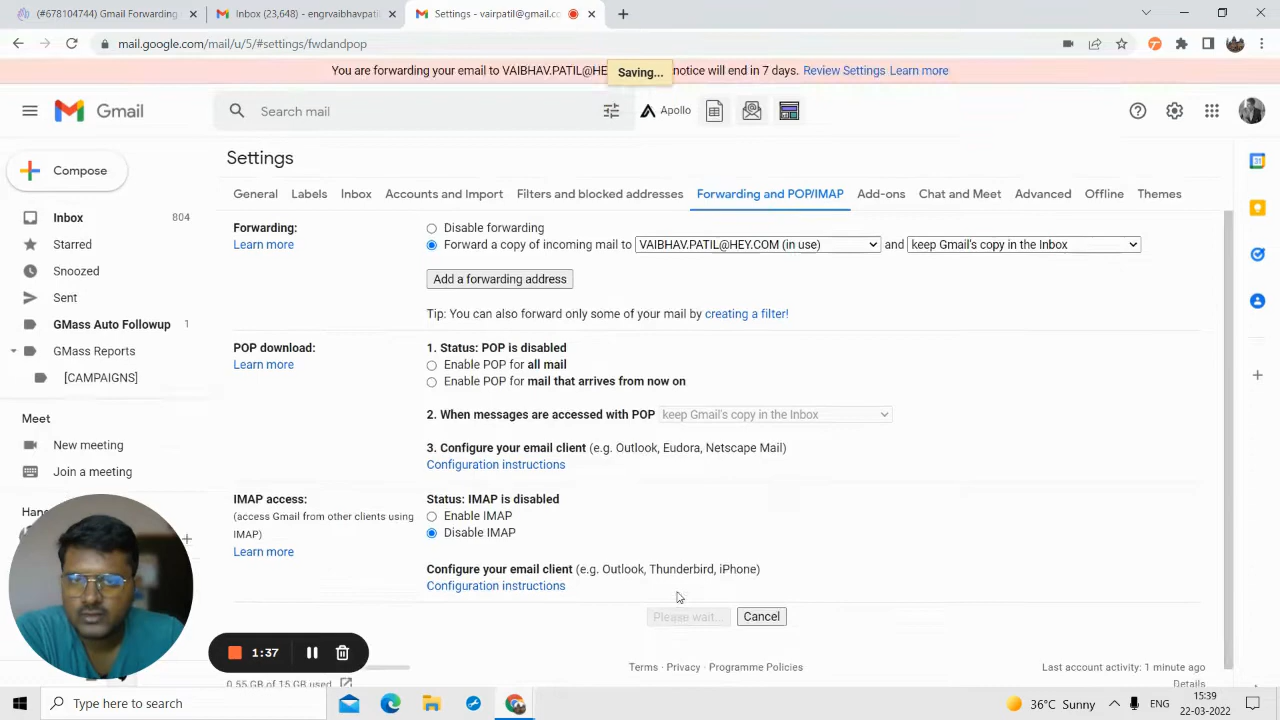 (478104744) What
Inbox (23,648) - engrvaibhavpat
Settings - vairpatil@gmail.co
mail.google.com/mail/u/5/#settings/fwdandpop
You are forwarding your email to VAIBHAV.PATIL@HE notice will end in 7 days. Review Settings Learn more
Saving...
Gmail
Search mail
Apollo
Compose
Inbox 804
Starred
Snoozed
Sent
GMass Auto Followup 1
GMass Reports
[CAMPAIGNS]
Meet
New meeting
Join a meeting
Han
Settings
General Labels Inbox Accounts and Import Filters and blocked addresses Forwarding and POP/IMAP Add-ons Chat and Meet Advanced Offline Themes
Forwarding:
Learn more
Disable forwarding
Forward a copy of incoming mail to VAIBHAV.PATIL@HEY.COM (in use) and keep Gmail's copy in the Inbox
Add a forwarding address
Tip: You can also forward only some of your mail by creating a filter!
POP download:
Learn more
1. Status: POP is disabled
Enable POP for all mail
Enable POP for mail that arrives from now on
2. When messages are accessed with POP keep Gmail's copy in the Inbox
3. Configure your email client (e.g. Outlook, Eudora, Netscape Mail)
Configuration instructions
IMAP access:
(access Gmail from other clients using
IMAP)
Learn more
Status: IMAP is disabled
Enable IMAP
Disable IMAP
Configure your email client (e.g. Outlook, Thunderbird, iPhone)
Configuration instructions
Please wait... Cancel
1:37
0.55 GB of 15 GB used
Terms · Privacy · Programme Policies
Last account activity: 1 minute ago
Details
Type here to search
36°C Sunny
ENG
15:39
22-03-2022